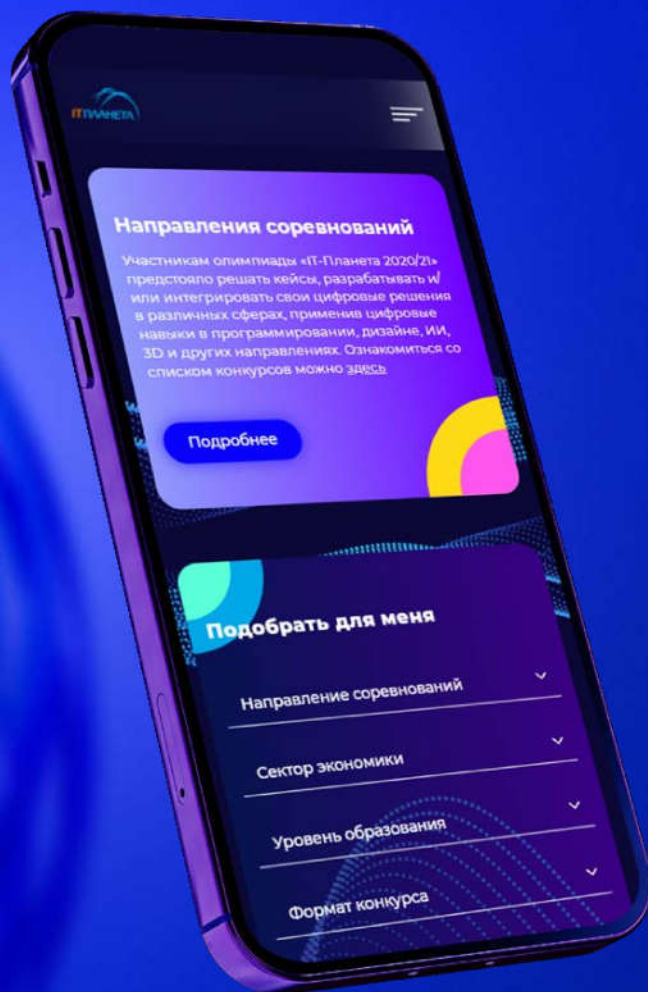 ITПЛАНЕТА
Направления соревнований
Участникам олимпиады «IT-Планета 2020/21»
предстояло решать кейсы, разрабатывать и/
или интегрировать свои цифровые решения
в различных сферах, применив цифровые
навыки в программировании, дизайне, ИИ,
3D и других направлениях. Ознакомиться со
списком конкурсов можно здесь
Подробнее
Подобрать для меня
Направление соревнований
Сектор экономики
Уровень образования
Формат конкурса